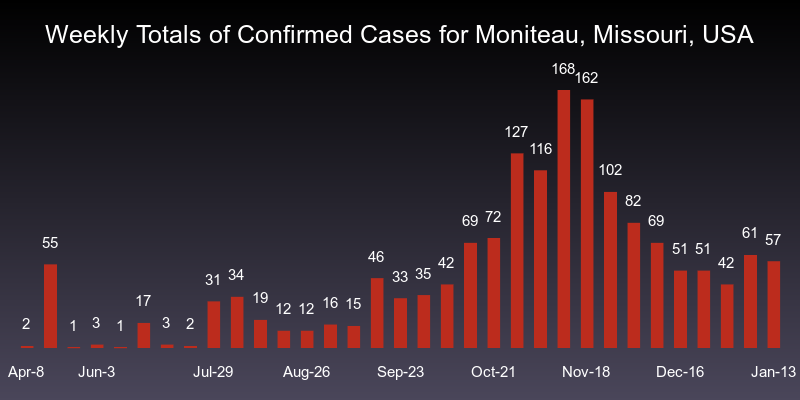 Weekly Totals of Confirmed Cases for Moniteau, Missouri, USA
2 55 1 3 1 17 3 2 31 34 19 12 12 16 15 46 33 35 42 69 72 127 116 168 162 102 82 69 51 51 42 61 57
Apr-8 Jun-3 Jul-29 Aug-26 Sep-23 Oct-21 Nov-18 Dec-16 Jan-13